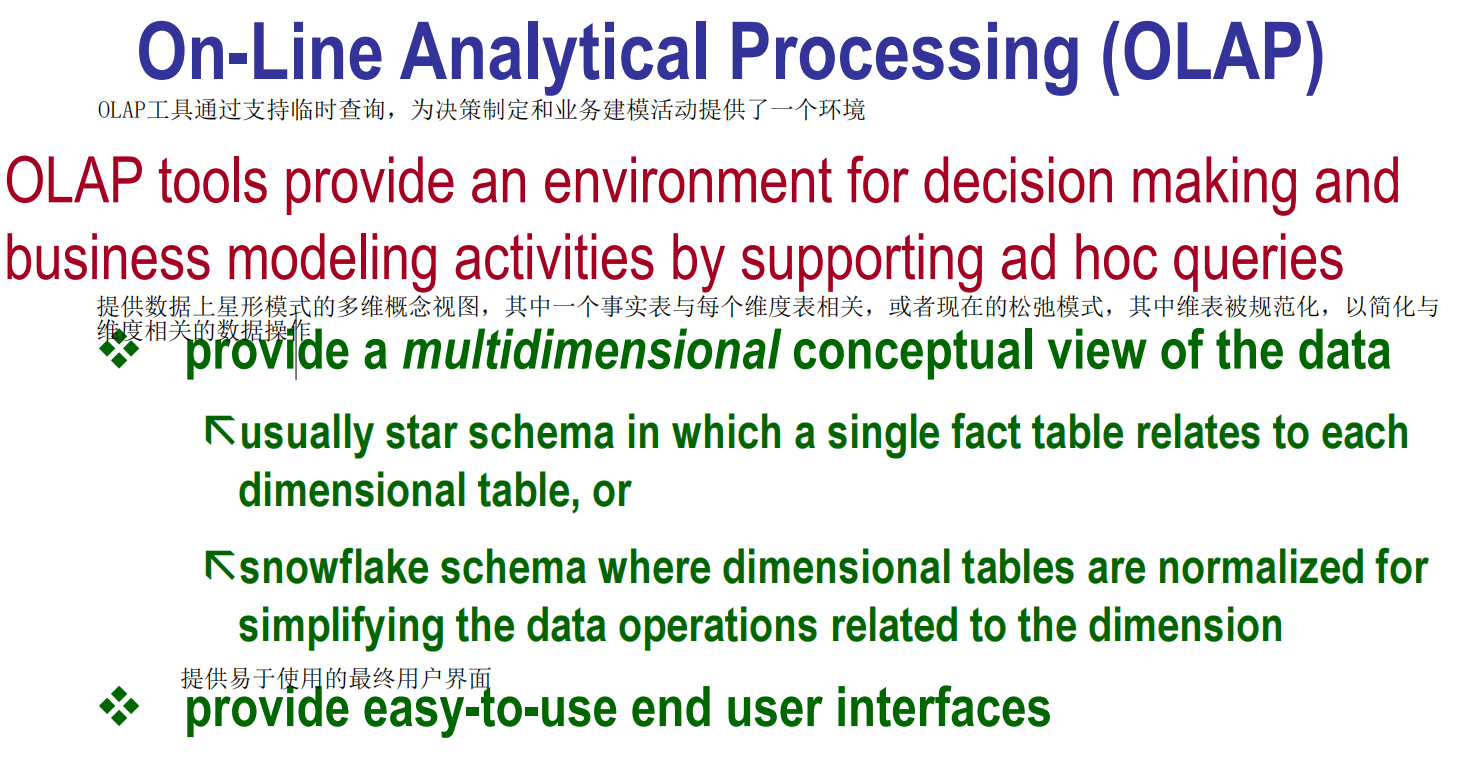 On-Line Analytical Processing (OLAP)
OLAP工具通过支持临时查询，为决策制定和业务建模活动提供了一个环境
OLAP tools provide an environment for decision making and
business modeling activities by supporting ad hoc queries
提供数据上星形模式的多维概念视图，其中一个事实表与每个维度表相关，或者现在的松弛模式，其中维表被规范化，以简化与
维度相关的数据操作
❖ provide a multidimensional conceptual view of the data
↖usually star schema in which a single fact table relates to each
dimensional table, or
↖snowflake schema where dimensional tables are normalized for
simplifying the data operations related to the dimension
提供易于使用的最终用户界面
❖ provide easy-to-use end user interfaces